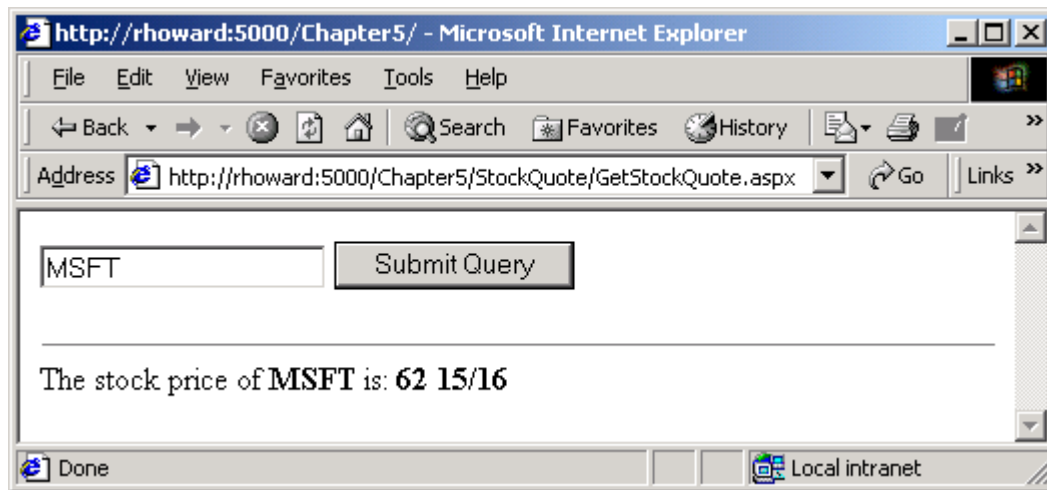 http://rhoward:5000/Chapter5/ - Microsoft Internet Explorer
File Edit View Favorites Tools Help
Back Search Favorites History »
Address http://rhoward:5000/Chapter5/StockQuote/GetStockQuote.aspx Go Links »
MSFT Submit Query
The stock price of MSFT is: 62 15/16
Done Local intranet